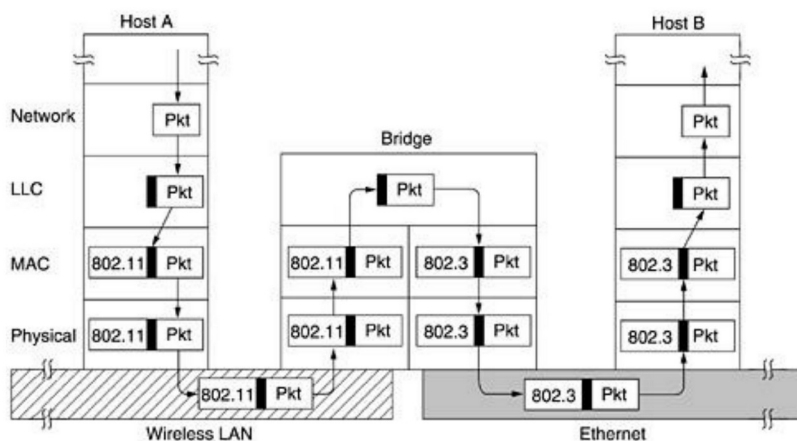 Host A
Host B
Network
Pkt
Pkt
Bridge
LLC
Pkt
Pkt
Pkt
MAC
802.11 Pkt
802.11 Pkt
802.3 Pkt
802.3 Pkt
Physical
802.11 Pkt
802.11 Pkt
802.3 Pkt
802.3 Pkt
802.11 Pkt
802.3 Pkt
Wireless LAN
Ethernet